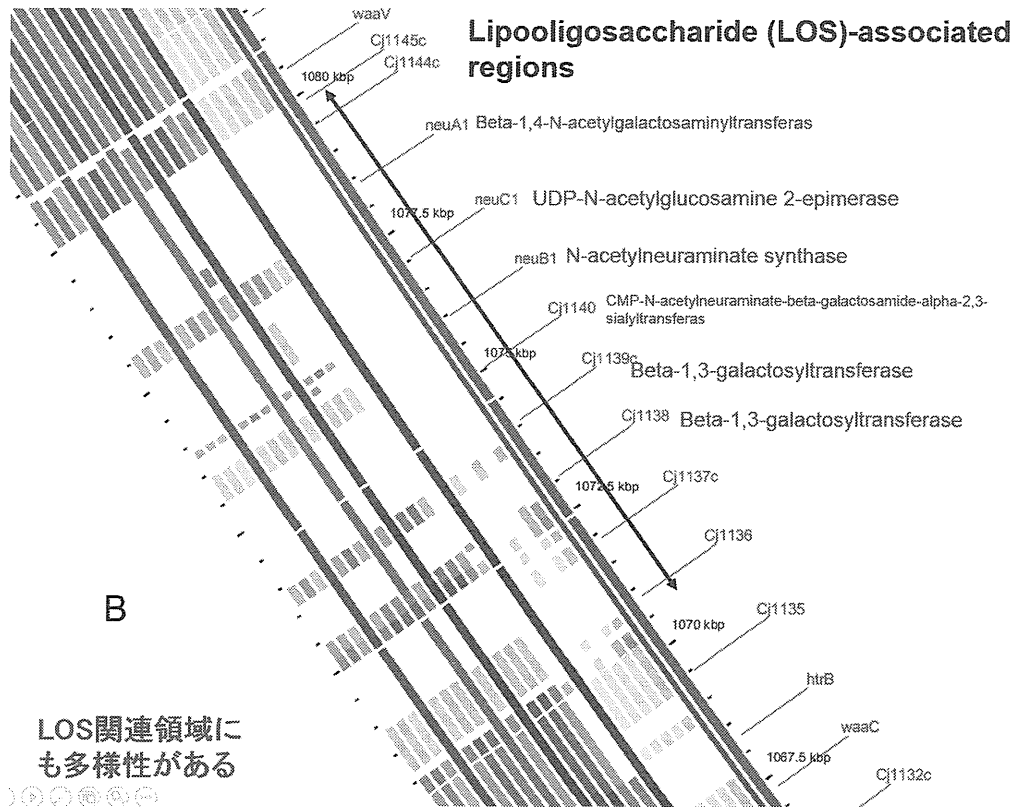 Lipooligosaccharide (LOS)-associated
regions
waaV
Cj1145c
Cj1144c
1080 kbp
neuA1 Beta-1,4-N-acetylgalactosaminyltransferas
neuC1 UDP-N-acetylglucosamine 2-epimerase
1077.5 kbp
neuB1 N-acetylneuraminate synthase
Cj1140 CMP-N-acetylneuraminate-beta-galactosamide-alpha-2,3-
sialyltransferas
1075 kbp
Cj1139c Beta-1,3-galactosyltransferase
Cj1138 Beta-1,3-galactosyltransferase
1072.5 kbp
Cj1137c
Cj1136
B
1070 kbp
Cj1135
htrB
LOS関連領域に
も多様性がある
waaC
1067.5 kbp
Cj1132c